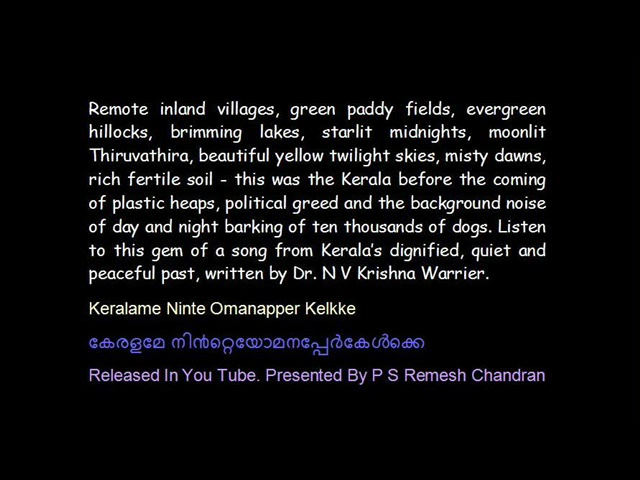 Remote inland villages, green paddy fields, evergreen
hillocks, brimming lakes, starlit midnights, moonlit
Thiruvathira, beautiful yellow twilight skies, misty dawns,
rich fertile soil - this was the Kerala before the coming
of plastic heaps, political greed and the background noise
of day and night barking of ten thousands of dogs. Listen
to this gem of a song from Kerala's dignified, quiet and
peaceful past, written by Dr. N V Krishna Warrier.
Keralame Ninte Omanapper Kelkke
കേരളമേ നിൻറ്റെയോമനപ്പേർകേൾക്കെ
Released In You Tube. Presented By P S Remesh Chandran